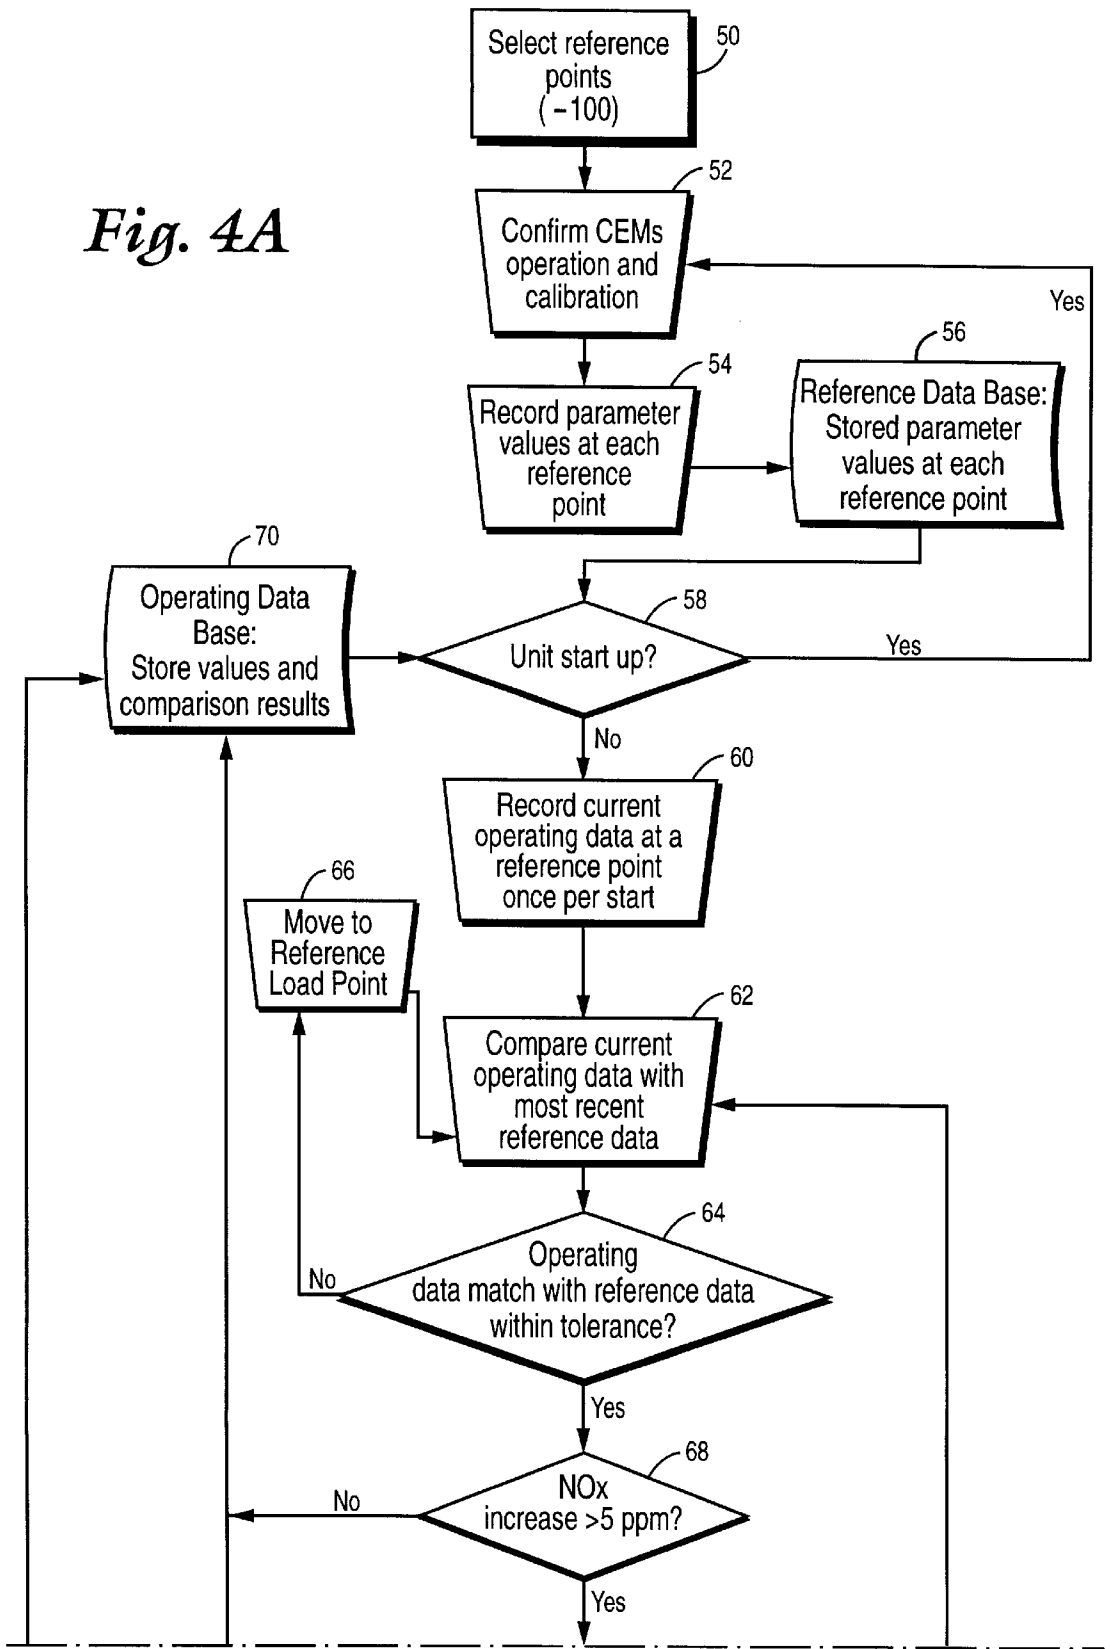 Select reference
points
( –100)
50
52
Fig. 4A
Confirm CEMs
operation and
calibration
Yes
54
56
Record parameter
values at each
reference
point
Reference Data Base:
Stored parameter
values at each
reference point
70
Operating Data
Base:
Store values and
comparison results
58
Unit start up?
Yes
No
60
Record current
operating data at a
reference point
once per start
66
Move to
Reference
Load Point
62
Compare current
operating data with
most recent
reference data
64
Operating
data match with reference data
within tolerance?
No
Yes
68
NOx
increase >5 ppm?
No
Yes